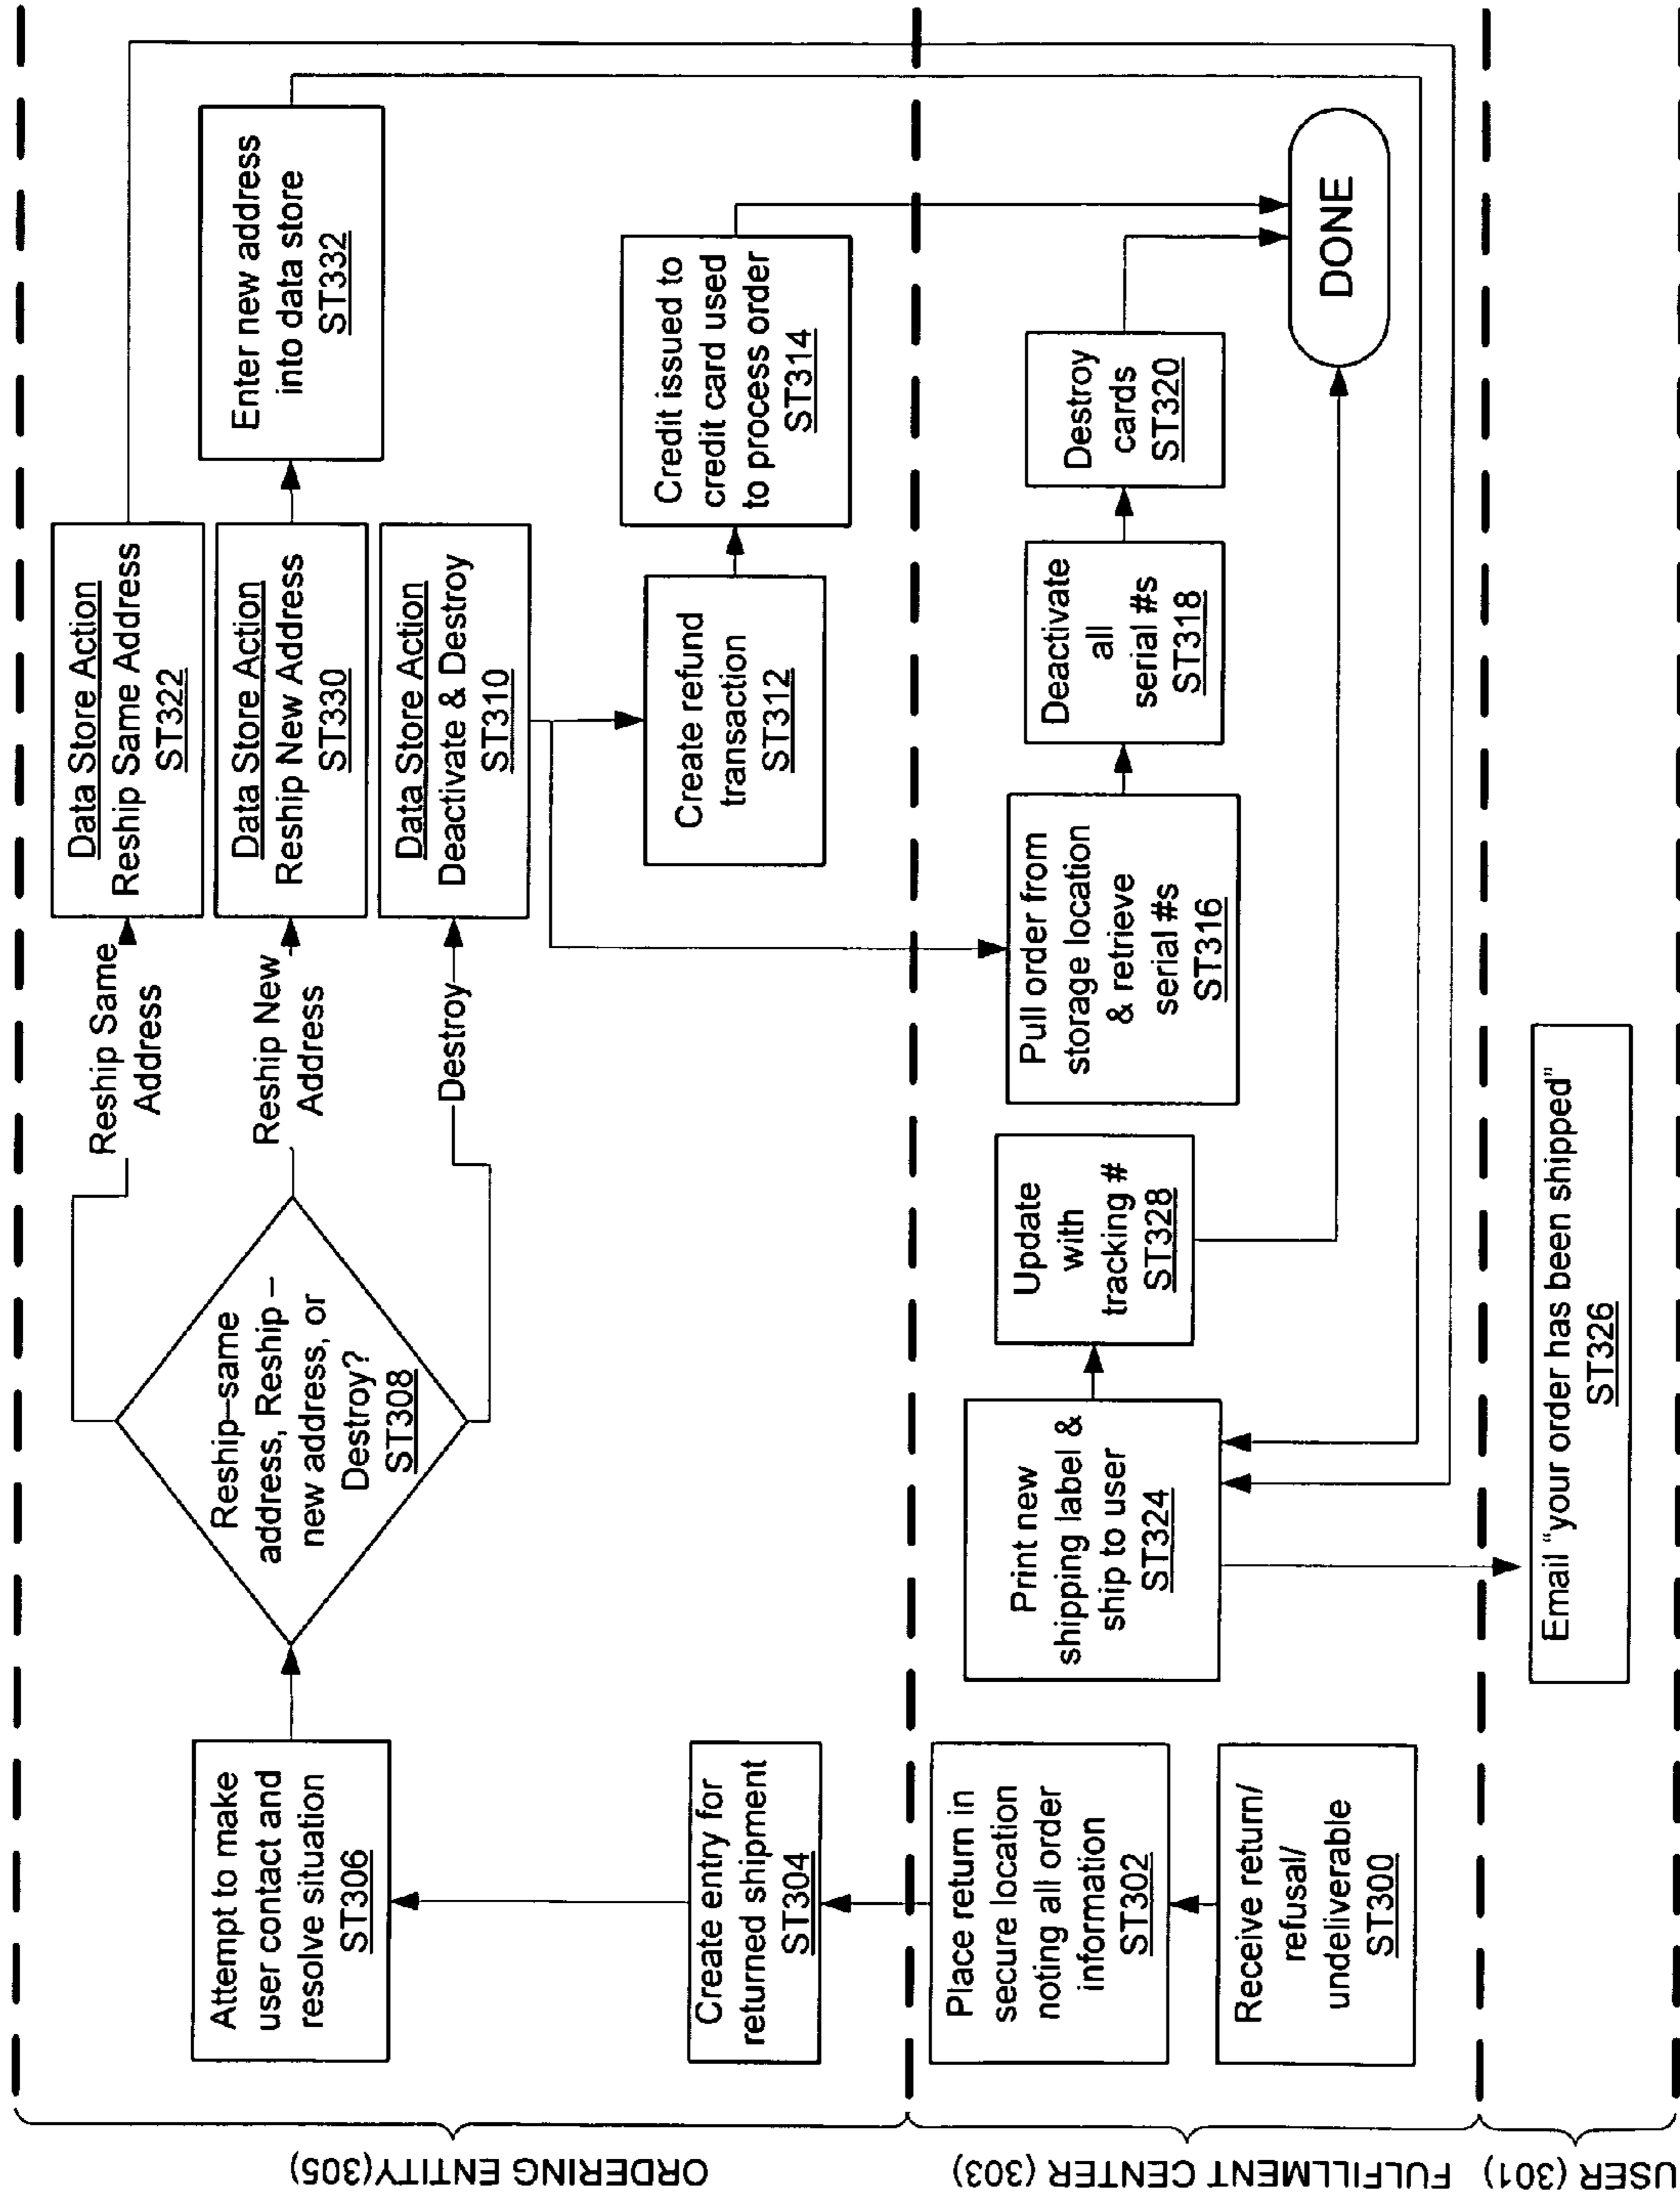 ORDERING ENTITY (305)
Attempt to make
user contact and
resolve situation
ST306
Reship–same
address, Reship –
new address, or
Destroy?
ST308
Reship Same
Address
Reship New
Address
Destroy
Data Store Action
Reship Same Address
ST322
Data Store Action
Reship New Address
ST330
Data Store Action
Deactivate & Destroy
ST310
Enter new address
into data store
ST332
Create entry for
returned shipment
ST304
Create refund
transaction
ST312
Credit issued to
credit card used
to process order
ST314
FULFILLMENT CENTER (303)
Place return in
secure location
noting all order
information
ST302
Receive return/
refusal/
undeliverable
ST300
Print new
shipping label &
ship to user
ST324
Update
with
tracking #
ST328
Pull order from
storage location
& retrieve
serial #s
ST316
Deactivate
all
serial #s
ST318
Destroy
cards
ST320
DONE
USER (301)
Email “your order has been shipped”
ST326